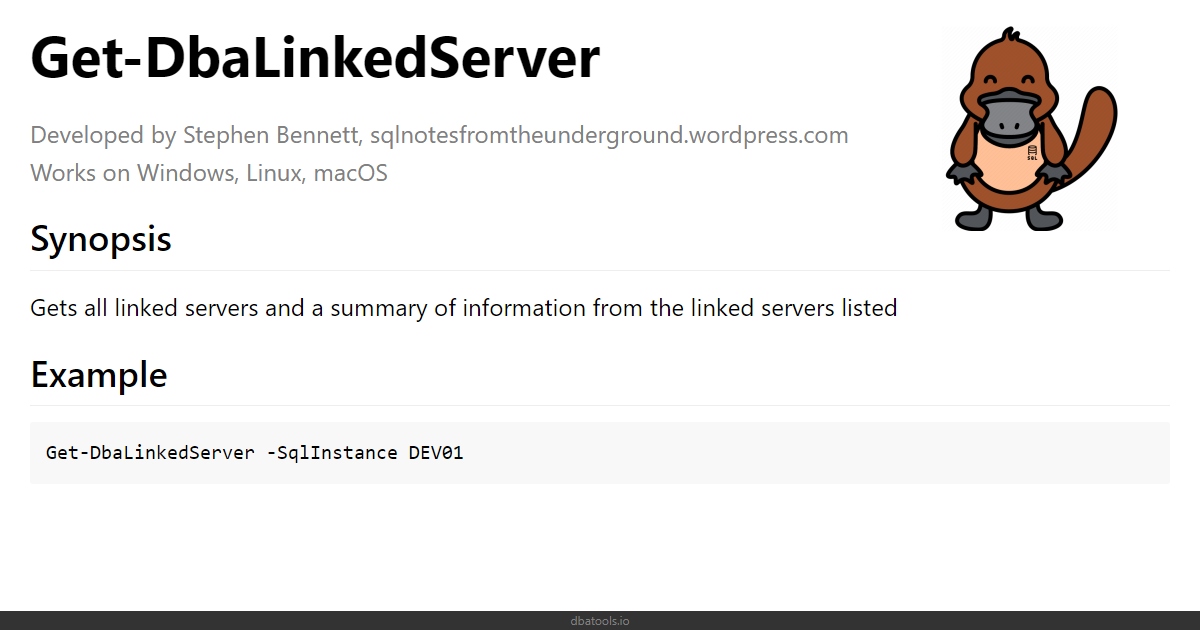 Get-DbaLinkedServer
Developed by Stephen Bennett, sqlnotesfromtheunderground.wordpress.com
Works on Windows, Linux, macOS
SQL
Synopsis
Gets all linked servers and a summary of information from the linked servers listed
Example
Get-DbaLinkedServer -SqlInstance DEV01
dbatools.io